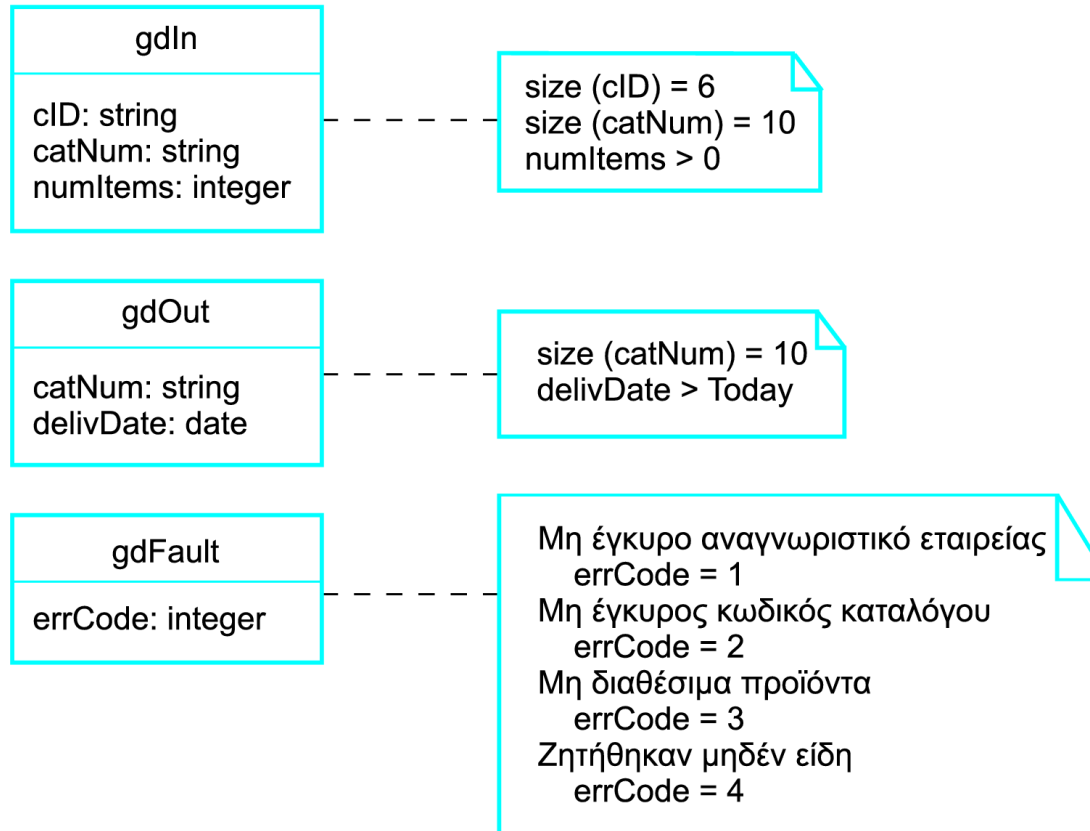 gdIn
cID: string
catNum: string
numItems: integer
size (cID) = 6
size (catNum) = 10
numItems > 0
gdOut
catNum: string
delivDate: date
size (catNum) = 10
delivDate > Today
gdFault
errCode: integer
Μη έγκυρο αναγνωριστικό εταιρείας
errCode = 1
Μη έγκυρος κωδικός καταλόγου
errCode = 2
Μη διαθέσιμα προϊόντα
errCode = 3
Ζητήθηκαν μηδέν είδη
errCode = 4